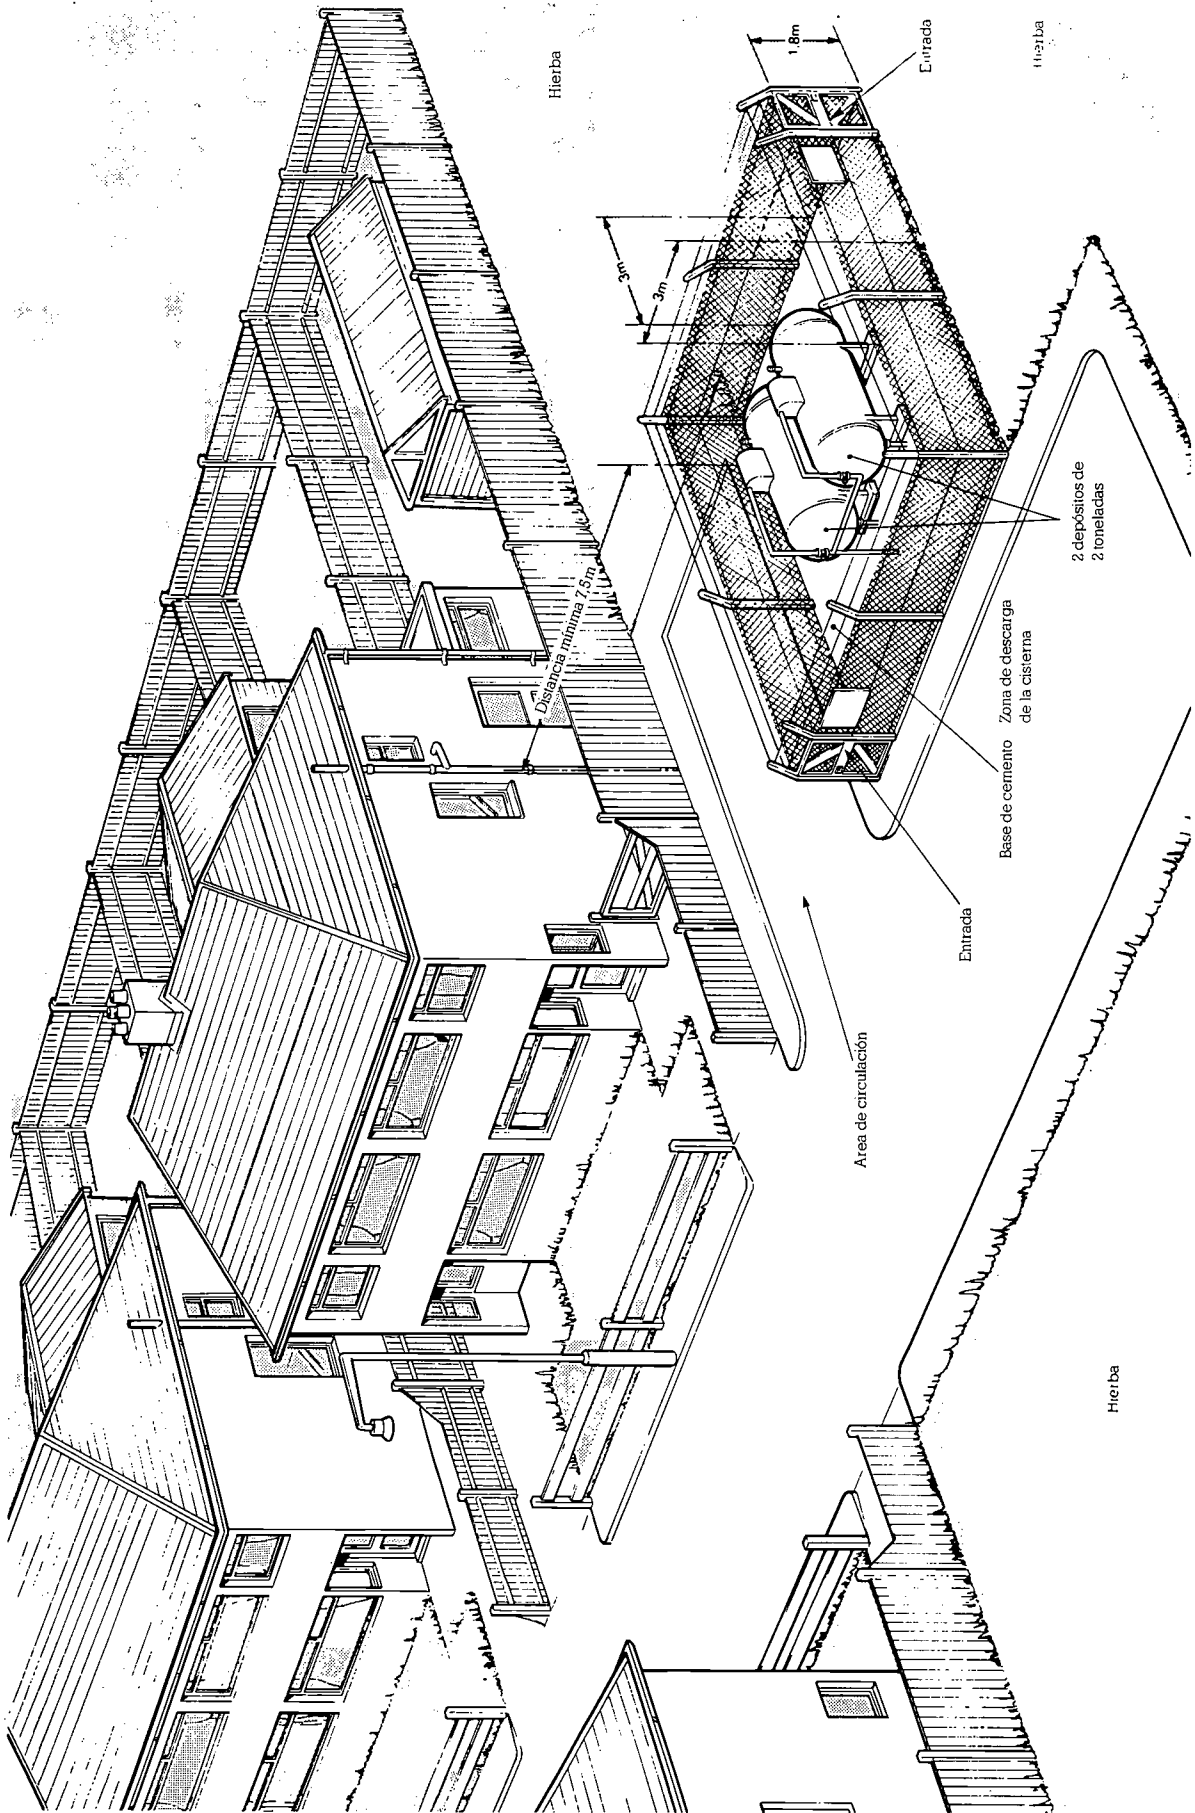 Hierba
1.8m
Entrada
Hierba
3m
3m
Distancia mínima 7,5m
2 depósitos de
2 toneladas
Zona de descarga
de la cisterna
Base de cemento
Entrada
Area de circulación
Hierba